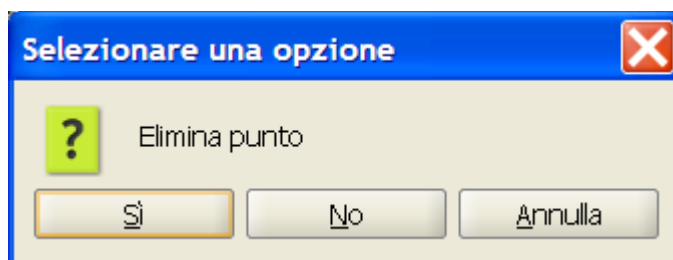 Selezionare una opzione
? Elimina punto
Sì No Annulla